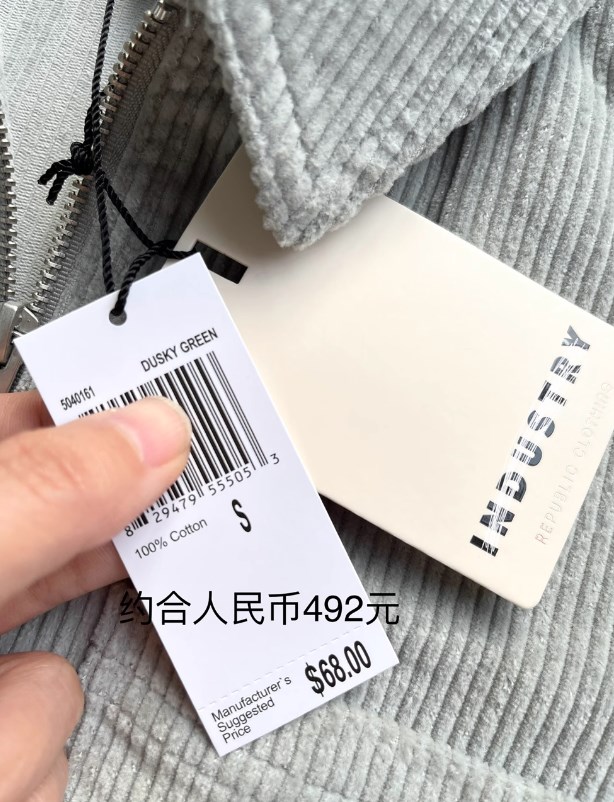 DUSKY GREEN
5040161
8 29479 55505 3
S
100% Cotton
约合人民币492元
$68.00
Manufacturer's
Suggested
Price
INDUSTRY
REPUBLIC CLOTHING